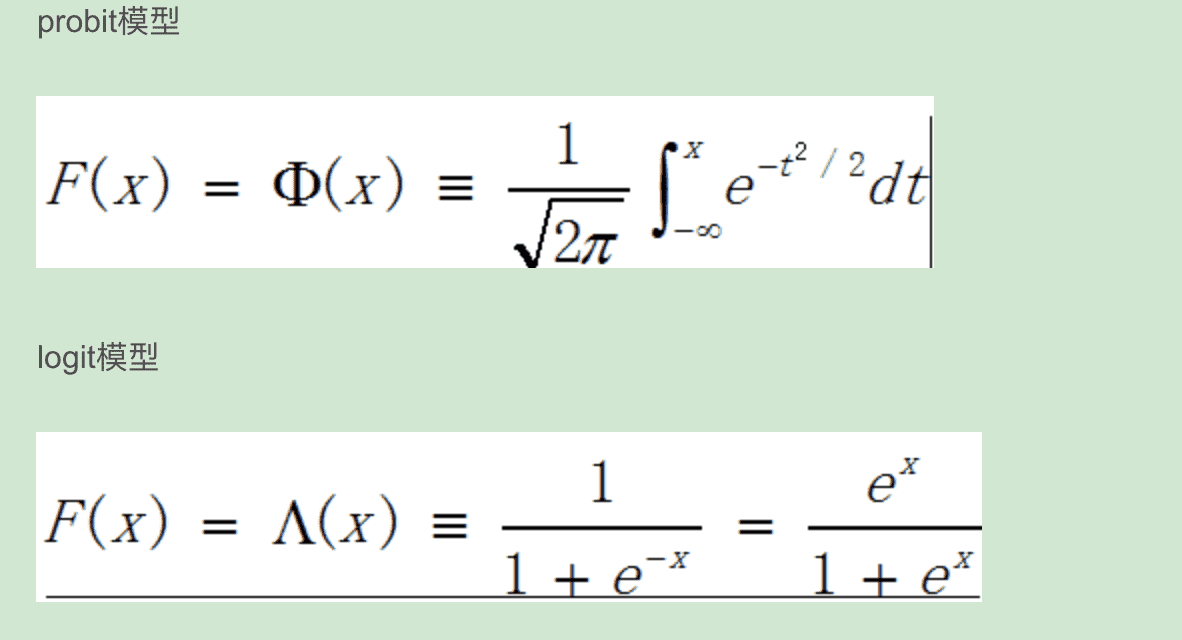 probit模型
F(x) = Φ(x) ≡ 1/√2π ∫_{-∞}^{x} e^{-t²/2} dt
logit模型
F(x) = Λ(x) ≡ 1/(1 + e^{-x}) = e^x/(1 + e^x)